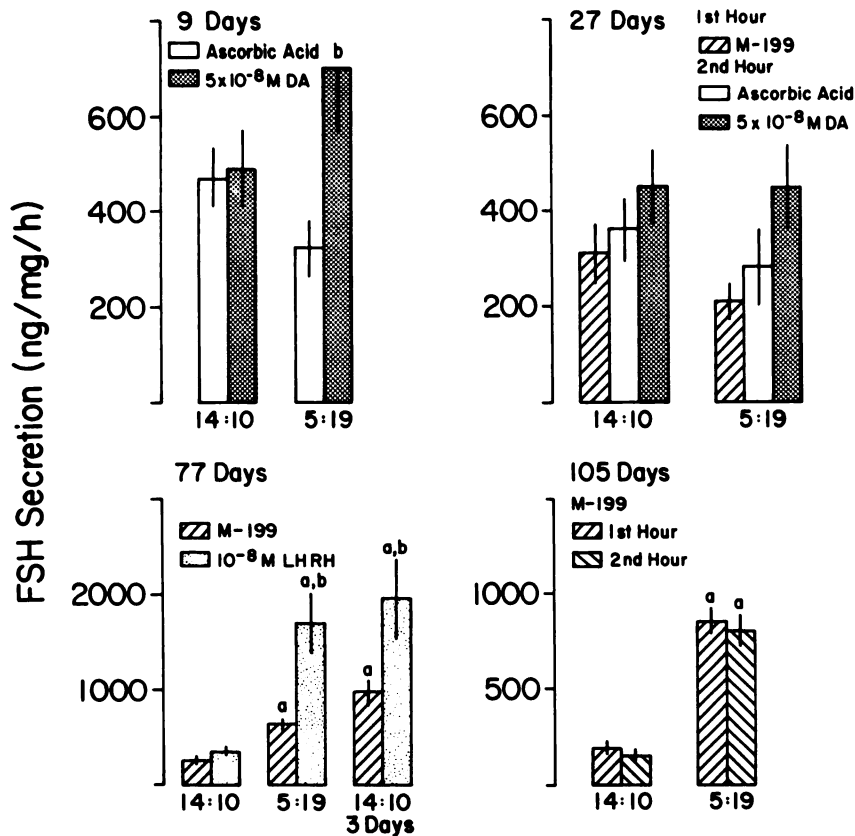 FSH Secretion (ng/mg/h)
9 Days
Ascorbic Acid
5x10⁻⁸M DA
b
600
400
200
14:10
5:19
27 Days
1st Hour
M-199
2nd Hour
Ascorbic Acid
5x10⁻⁸M DA
600
400
200
14:10
5:19
77 Days
M-199
10⁻⁸M LHRH
a,b
a,b
a
a
2000
1000
14:10
5:19
14:10
3 Days
105 Days
M-199
1st Hour
2nd Hour
a
a
1000
500
14:10
5:19